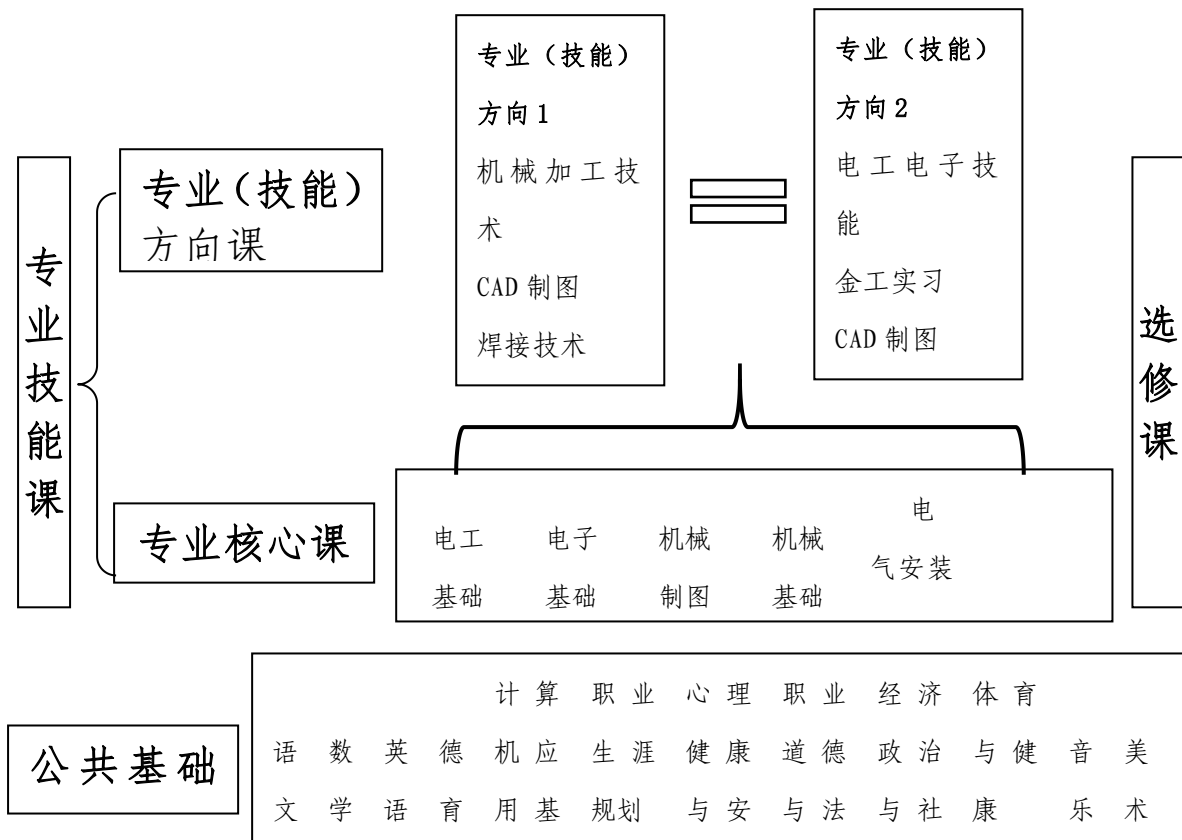 专业（技能）
方向1
机械加工技
术
CAD 制图
焊接技术
专业（技能）
方向2
电工电子技
能
金工实习
CAD 制图
专业（技能）
方向课
专业技能课
选修课
专业核心课
电工
基础
电子
基础
机械
制图
机械
基础
电
气安装
公共基础
语文
数学
英语
德育
计算
机应
用基
职业
生涯
规划
心理
健康
与安
职业
道德
与法
经济
政治
与社
体育
与健
康
音乐
美术